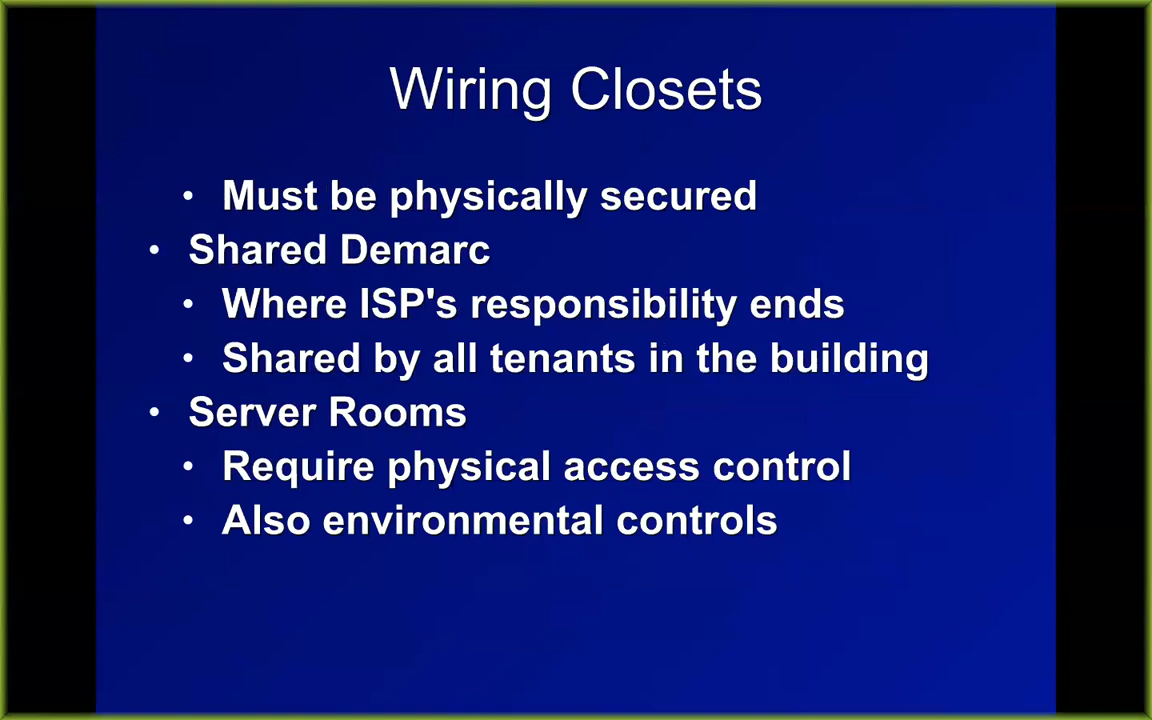 Wiring Closets
• Must be physically secured
• Shared Demarc
• Where ISP's responsibility ends
• Shared by all tenants in the building
• Server Rooms
• Require physical access control
• Also environmental controls